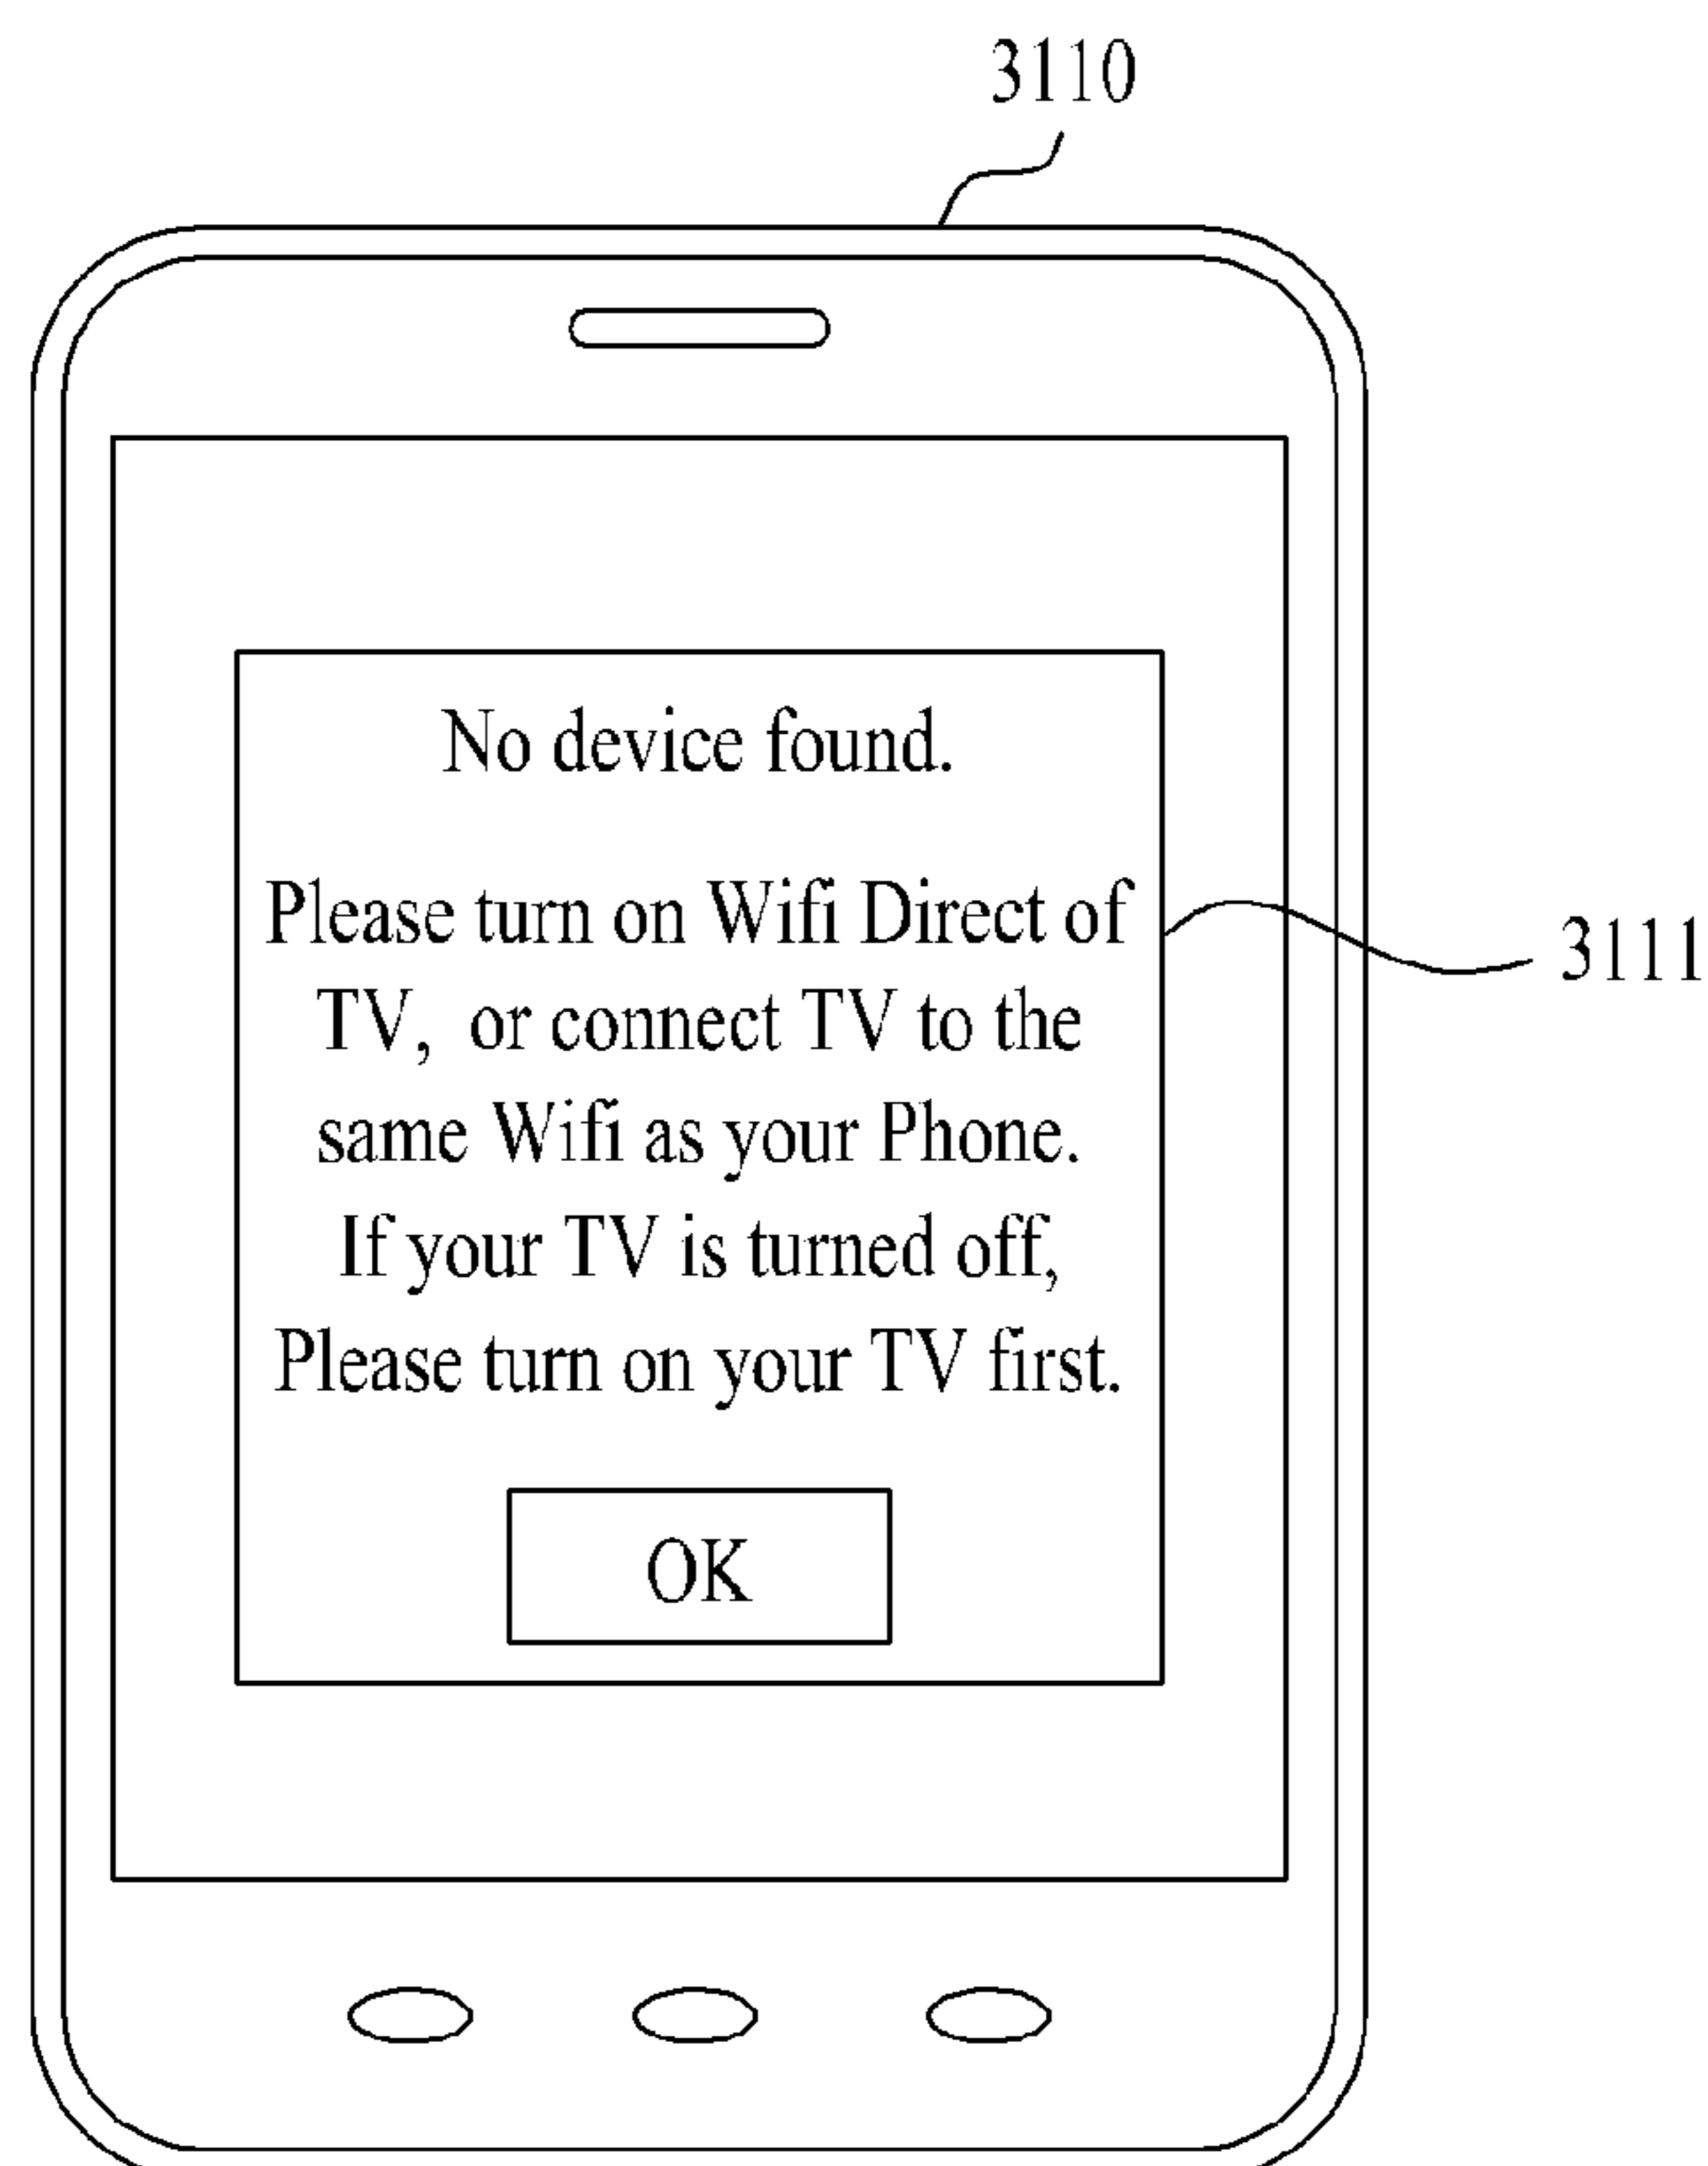 3110
No device found.
Please turn on Wifi Direct of
TV, or connect TV to the
3111
same Wifi as your Phone.
If your TV is turned off,
Please turn on your TV first.
OK